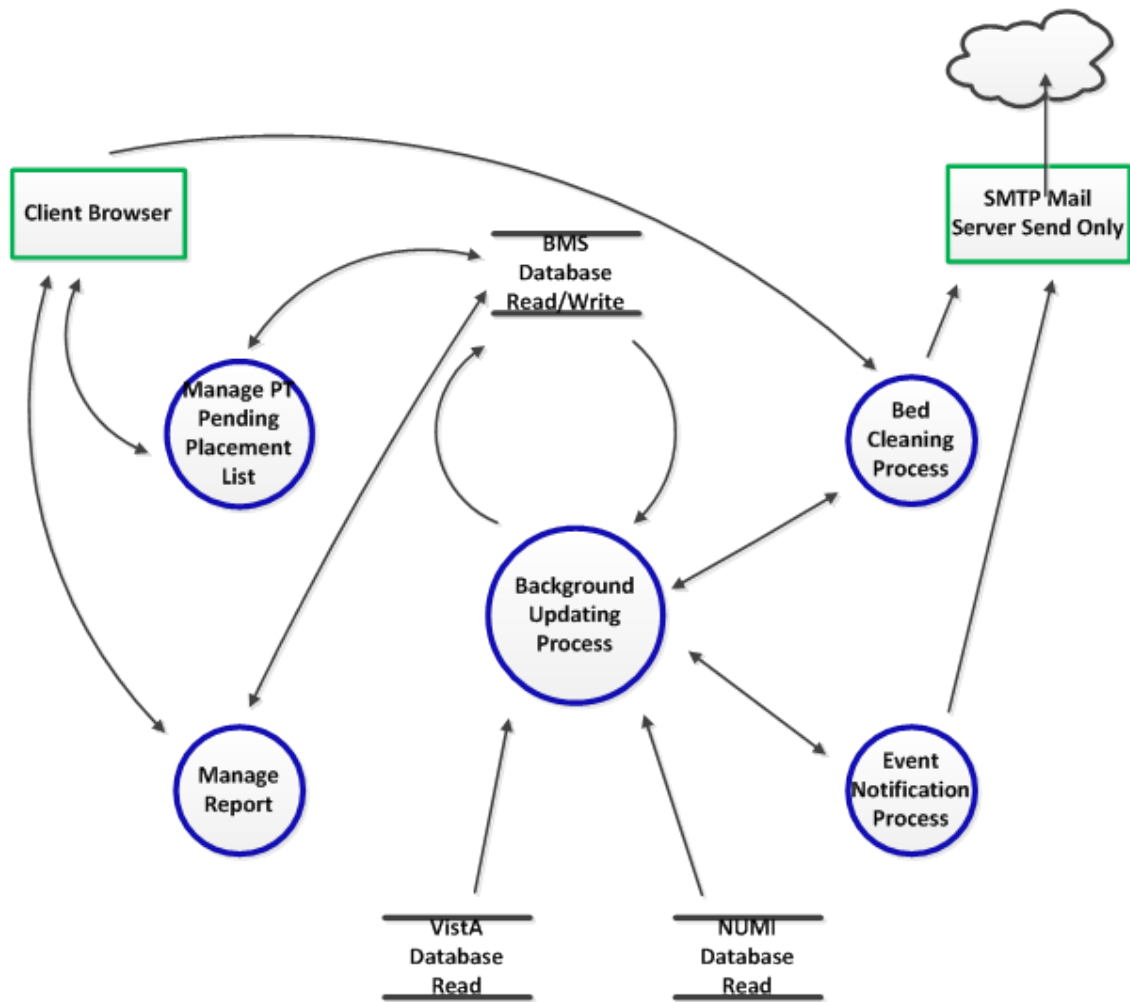 Client Browser
SMTP Mail
Server Send Only
BMS
Database
Read/Write
Manage PT
Pending
Placement
List
Bed
Cleaning
Process
Background
Updating
Process
Manage
Report
Event
Notification
Process
VistA
Database
Read
NUMI
Database
Read